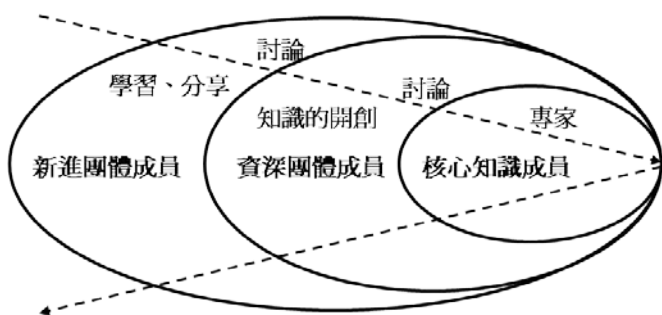 討論
學習、分享
討論
知識的開創
專家
新進團體成員
資深團體成員
核心知識成員